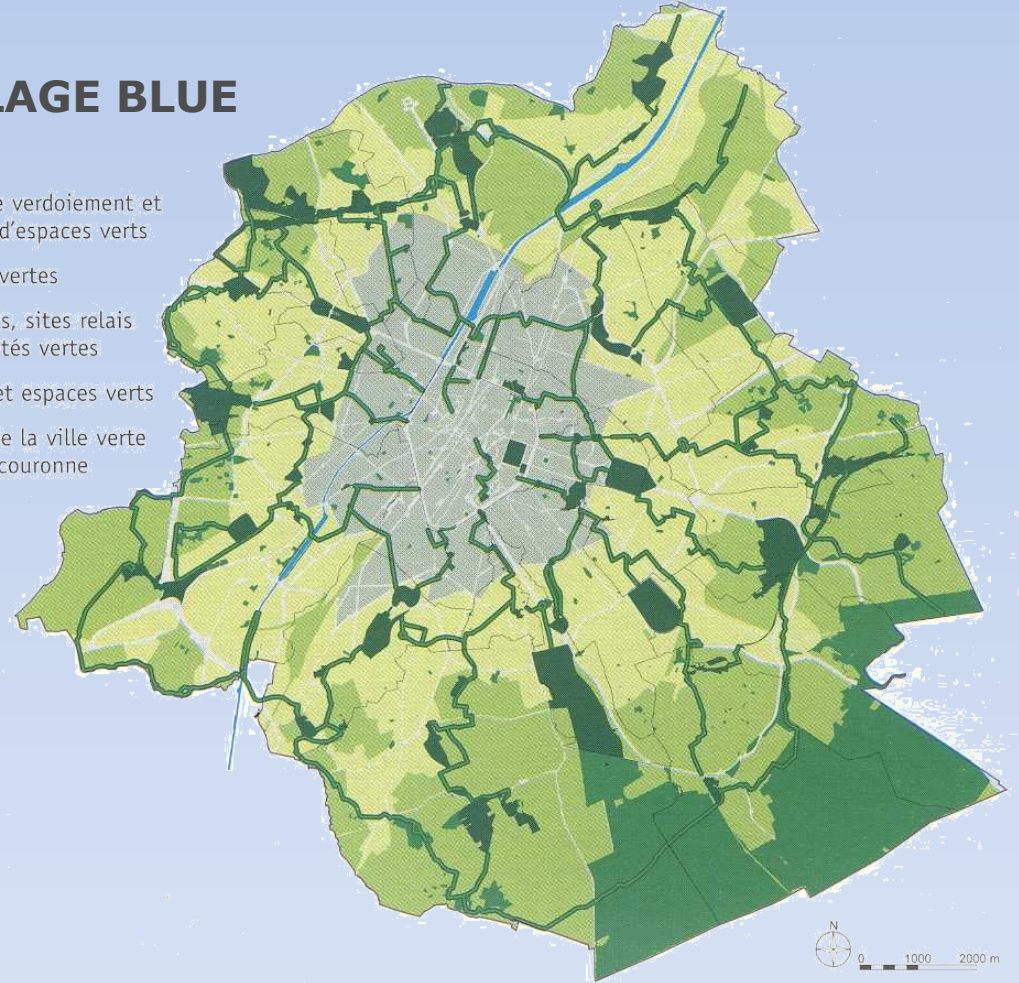 LAGE BLUE
e verdoiement et
d'espaces verts
vertes
s, sites relais
tés vertes
et espaces verts
e la ville verte
couronne
N
0 1000 2000 m